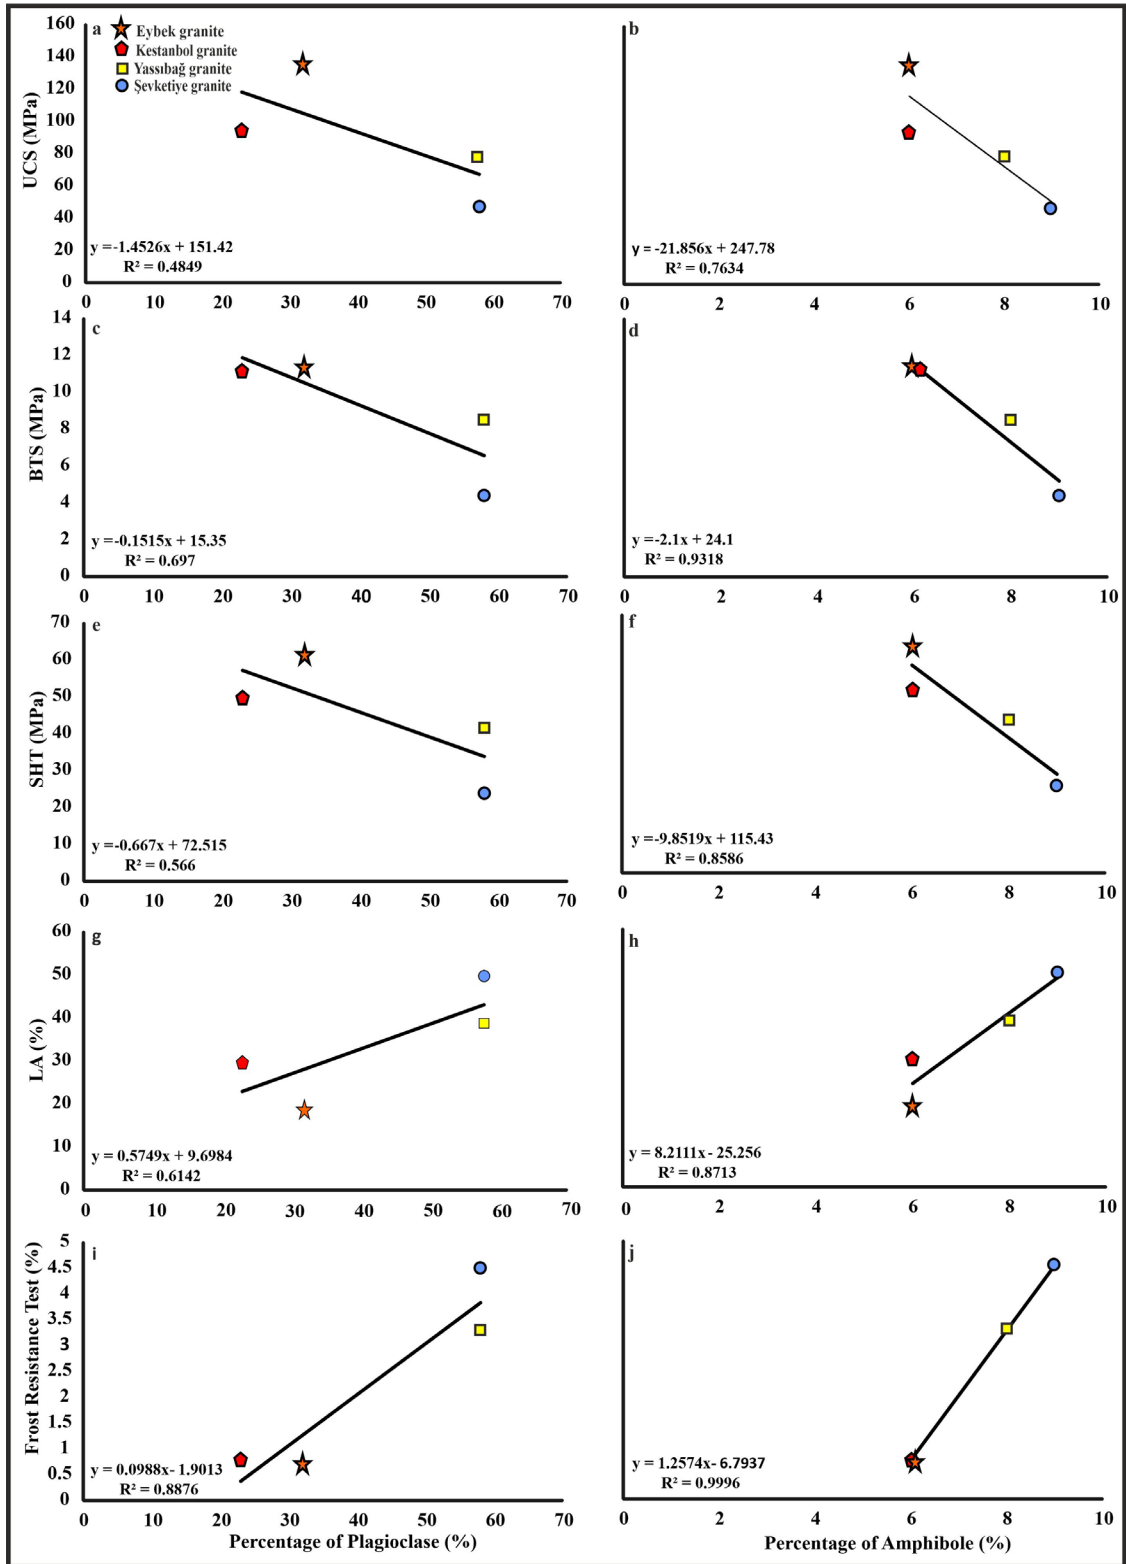 a
Eybek granite
Kestanbol granite
Yassıbağ granite
Şevketiye granite
UCS (MPa)
160
140
120
100
80
60
40
20
0
y =-1.4526x + 151.42
R² = 0.4849
0 10 20 30 40 50 60 70
b
y = -21.856x + 247.78
R² = 0.7634
0 2 4 6 8 10
c
BTS (MPa)
14
12
10
8
6
4
2
0
y =-0.1515x + 15.35
R² = 0.697
0 10 20 30 40 50 60 70
d
y =-2.1x + 24.1
R² = 0.9318
0 2 4 6 8 10
e
SHT (MPa)
70
60
50
40
30
20
10
0
y =-0.667x + 72.515
R² = 0.566
0 10 20 30 40 50 60 70
f
y =-9.8519x + 115.43
R² = 0.8586
0 2 4 6 8 10
g
LA (%)
60
50
40
30
20
10
0
y = 0.5749x + 9.6984
R² = 0.6142
0 10 20 30 40 50 60 70
h
y = 8.2111x - 25.256
R² = 0.8713
0 2 4 6 8 10
i
Frost Resistance Test (%)
5
4.5
4
3.5
3
2.5
2
1.5
1
0.5
0
y = 0.0988x - 1.9013
R² = 0.8876
0 10 20 30 40 50 60 70
Percentage of Plagioclase (%)
j
y = 1.2574x - 6.7937
R² = 0.9996
0 2 4 6 8 10
Percentage of Amphibole (%)